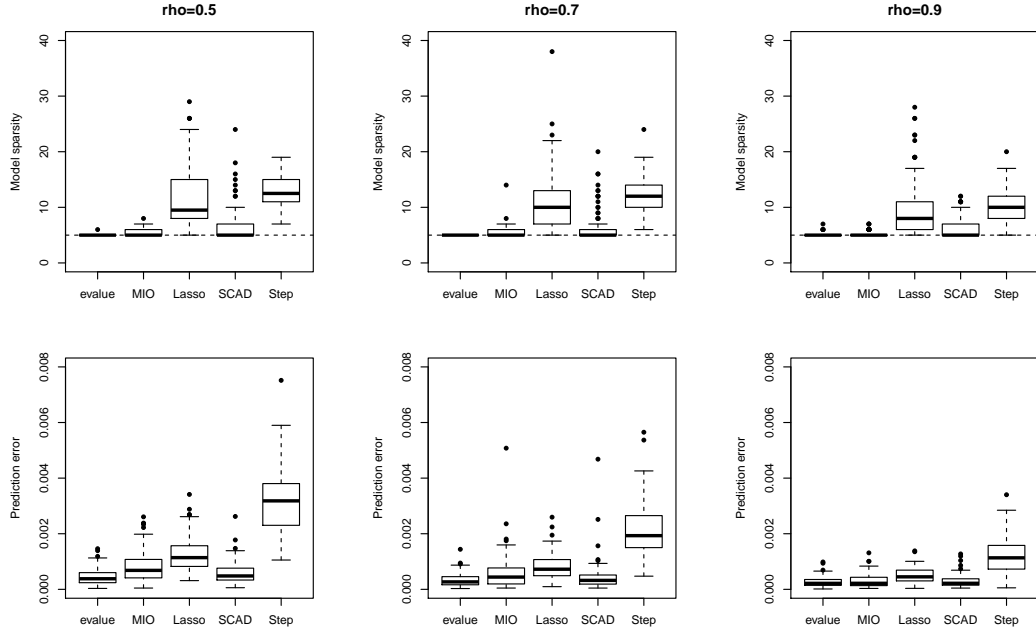 rho=0.5 rho=0.7 rho=0.9
Model sparsity Model sparsity Model sparsity
40 40 40
30 30 30
20 20 20
10 10 10
0 0 0
evalue MIO Lasso SCAD Step evalue MIO Lasso SCAD Step evalue MIO Lasso SCAD Step
Prediction error Prediction error Prediction error
0.008 0.008 0.008
0.006 0.006 0.006
0.004 0.004 0.004
0.002 0.002 0.002
0.000 0.000 0.000
evalue MIO Lasso SCAD Step evalue MIO Lasso SCAD Step evalue MIO Lasso SCAD Step